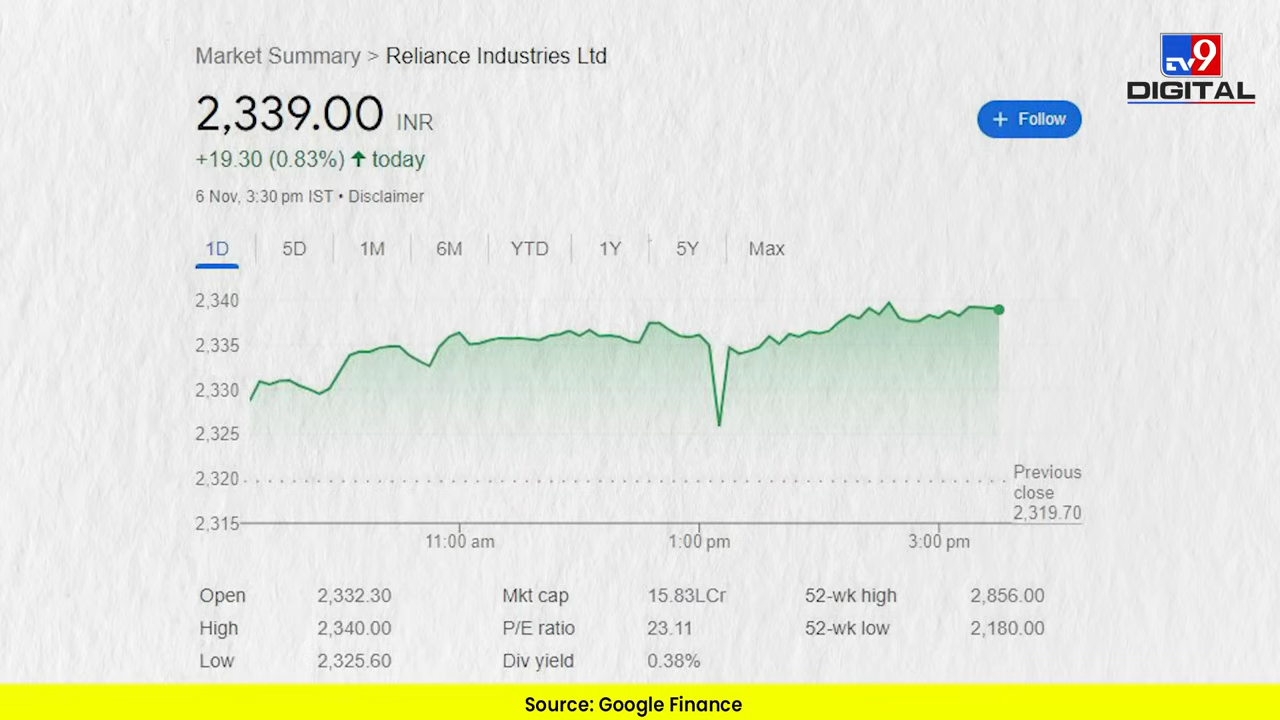 Market Summary > Reliance Industries Ltd
tv9
DIGITAL
2,339.00 INR
+ Follow
+19.30 (0.83%) ↑ today
6 Nov, 3:30 pm IST • Disclaimer
1D 5D 1M 6M YTD 1Y 5Y Max
2,340
2,335
2,330
2,325
2,320
2,315
Previous
close
2,319.70
11:00 am 1:00 pm 3:00 pm
Open 2,332.30 Mkt cap 15.83LCr 52-wk high 2,856.00
High 2,340.00 P/E ratio 23.11 52-wk low 2,180.00
Low 2,325.60 Div yield 0.38%
Source: Google Finance